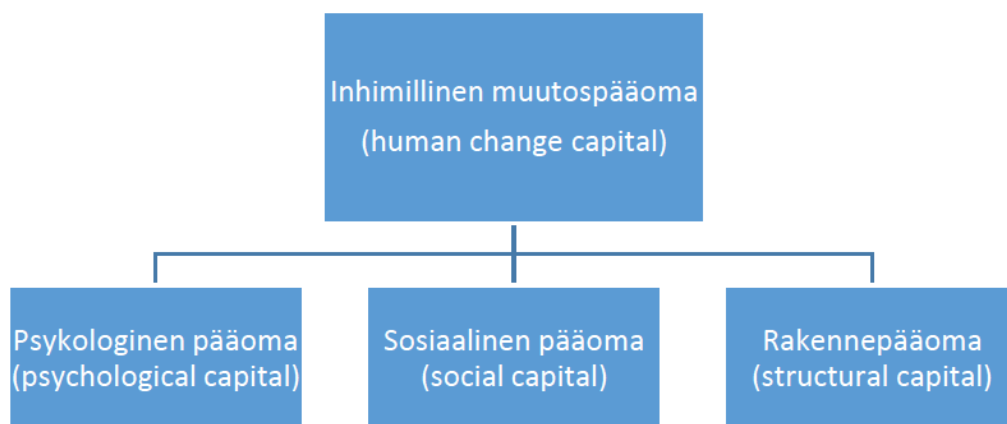 Inhimillinen muutospääoma
(human change capital)
Psykologinen pääoma
(psychological capital)
Sosiaalinen pääoma
(social capital)
Rakennepääoma
(structural capital)